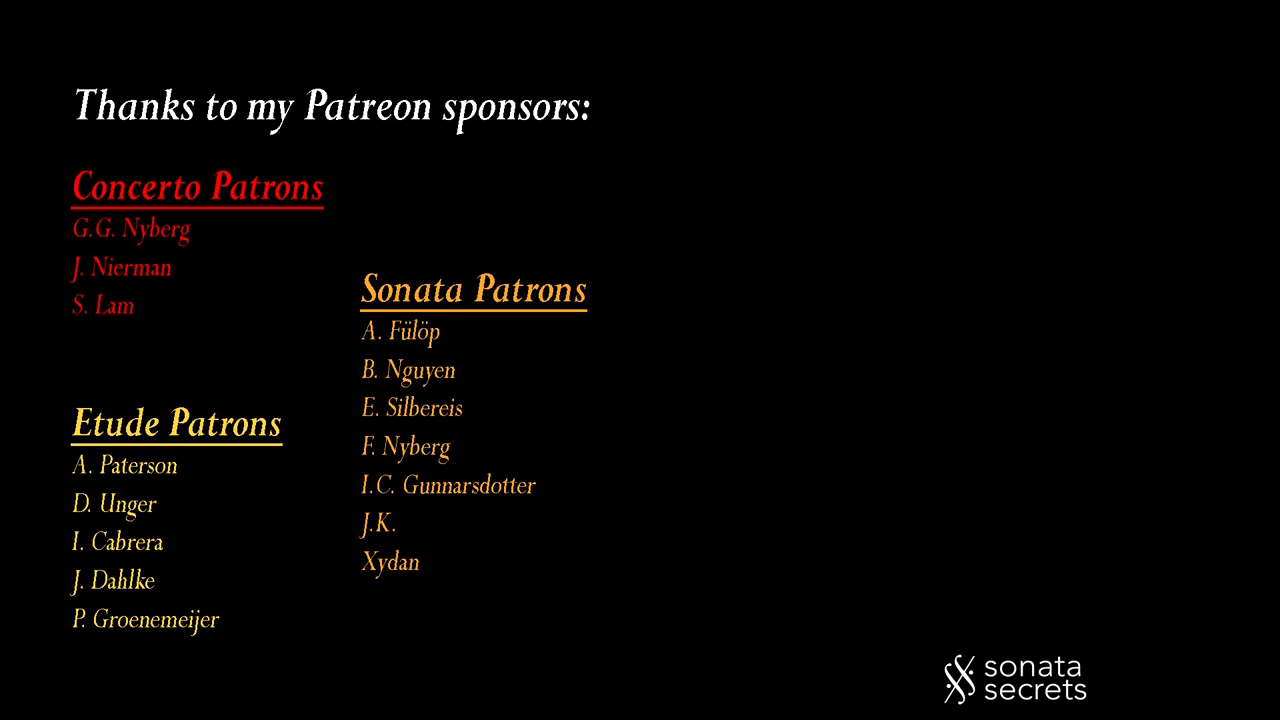 Thanks to my Patreon sponsors:
Concerto Patrons
G.G. Nyberg
J. Nierman
S. Lam
Etude Patrons
A. Paterson
D. Unger
I. Cabrera
J. Dahlke
P. Groenemeijer
Sonata Patrons
A. Fülöp
B. Nguyen
E. Silbereis
F. Nyberg
I.C. Gunnarsdotter
J.K.
Xydan
sonata
secrets